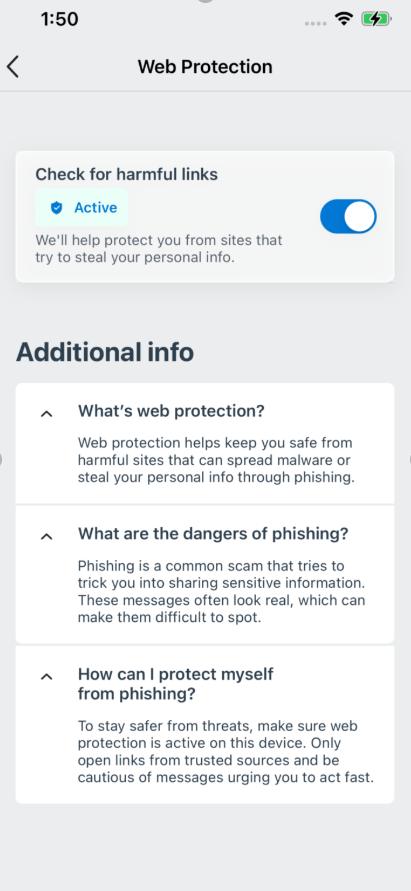 1:50
Web Protection
Check for harmful links
Active
We'll help protect you from sites that
try to steal your personal info.
Additional info
What’s web protection?
Web protection helps keep you safe from
harmful sites that can spread malware or
steal your personal info through phishing.
What are the dangers of phishing?
Phishing is a common scam that tries to
trick you into sharing sensitive information.
These messages often look real, which can
make them difficult to spot.
How can I protect myself
from phishing?
To stay safer from threats, make sure web
protection is active on this device. Only
open links from trusted sources and be
cautious of messages urging you to act fast.